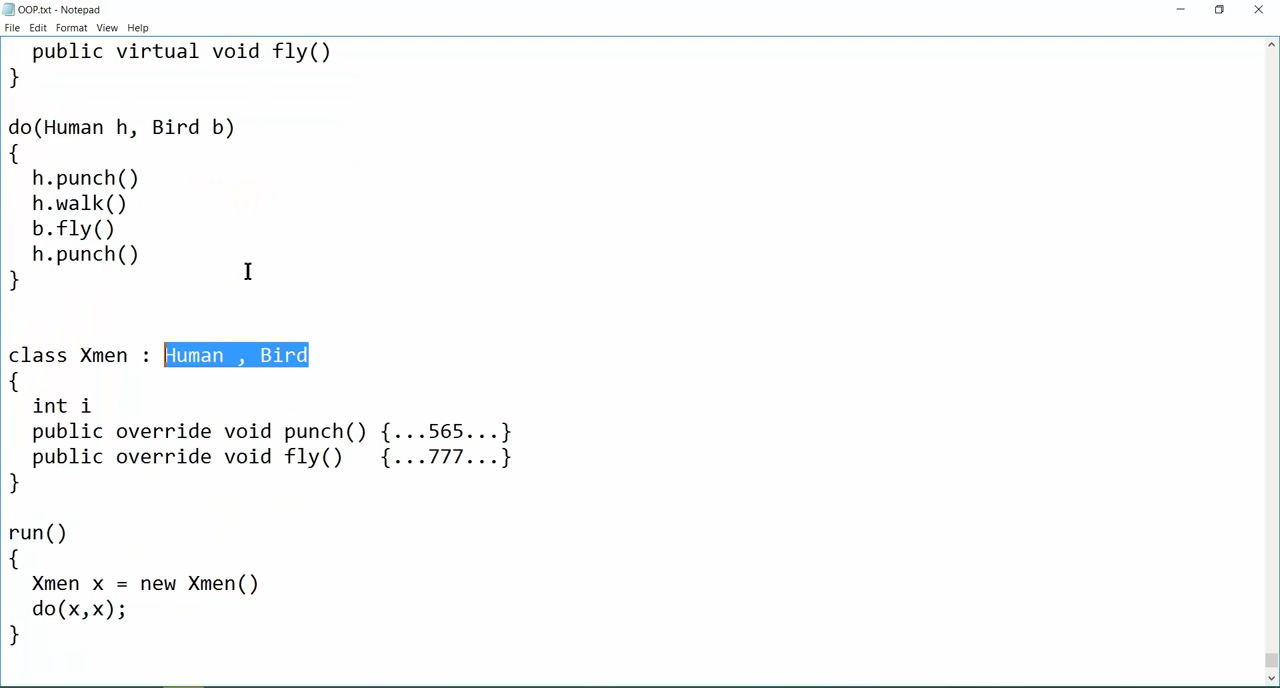 OOP.txt - Notepad
File Edit Format View Help
public virtual void fly()
}
do(Human h, Bird b)
{
h.punch()
h.walk()
b.fly()
h.punch()
}
class Xmen : Human , Bird
{
int i
public override void punch() {...565...}
public override void fly() {...777...}
}
run()
{
Xmen x = new Xmen()
do(x,x);
}